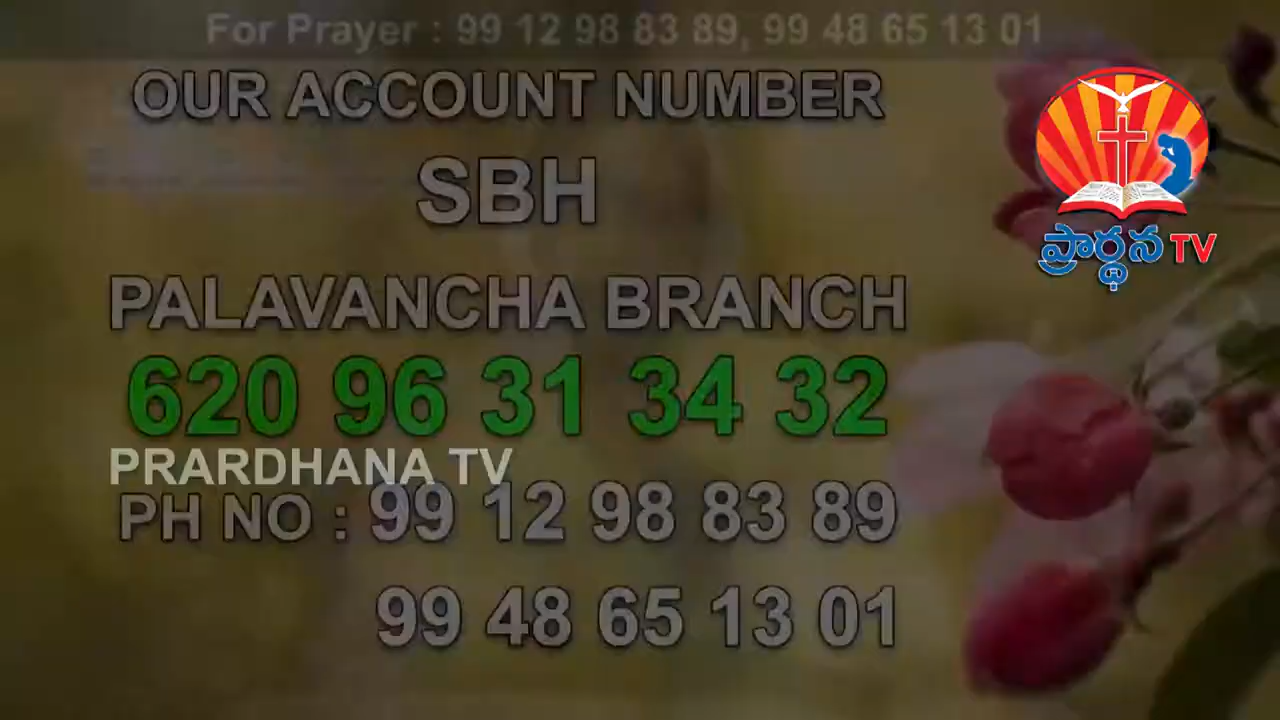 For Prayer : 99 12 98 83 89, 99 48 65 13 01
OUR ACCOUNT NUMBER
SBH
ప్రార్థన TV
PALAVANCHA BRANCH
620 96 31 34 32
PRARDHANA TV
PH NO : 99 12 98 83 89
99 48 65 13 01